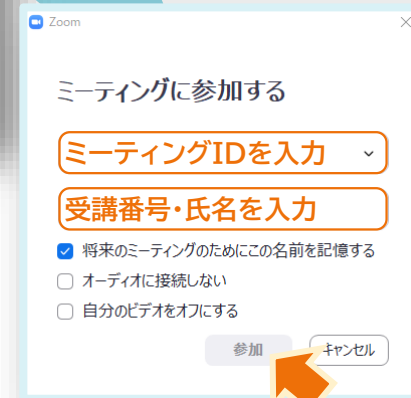 Zoom
ミーティングに参加する
ミーティングIDを入力
受講番号・氏名を入力
将来のミーティングのためにこの名前を記憶する
オーディオに接続しない
自分のビデオをオフにする
参加 キャンセル